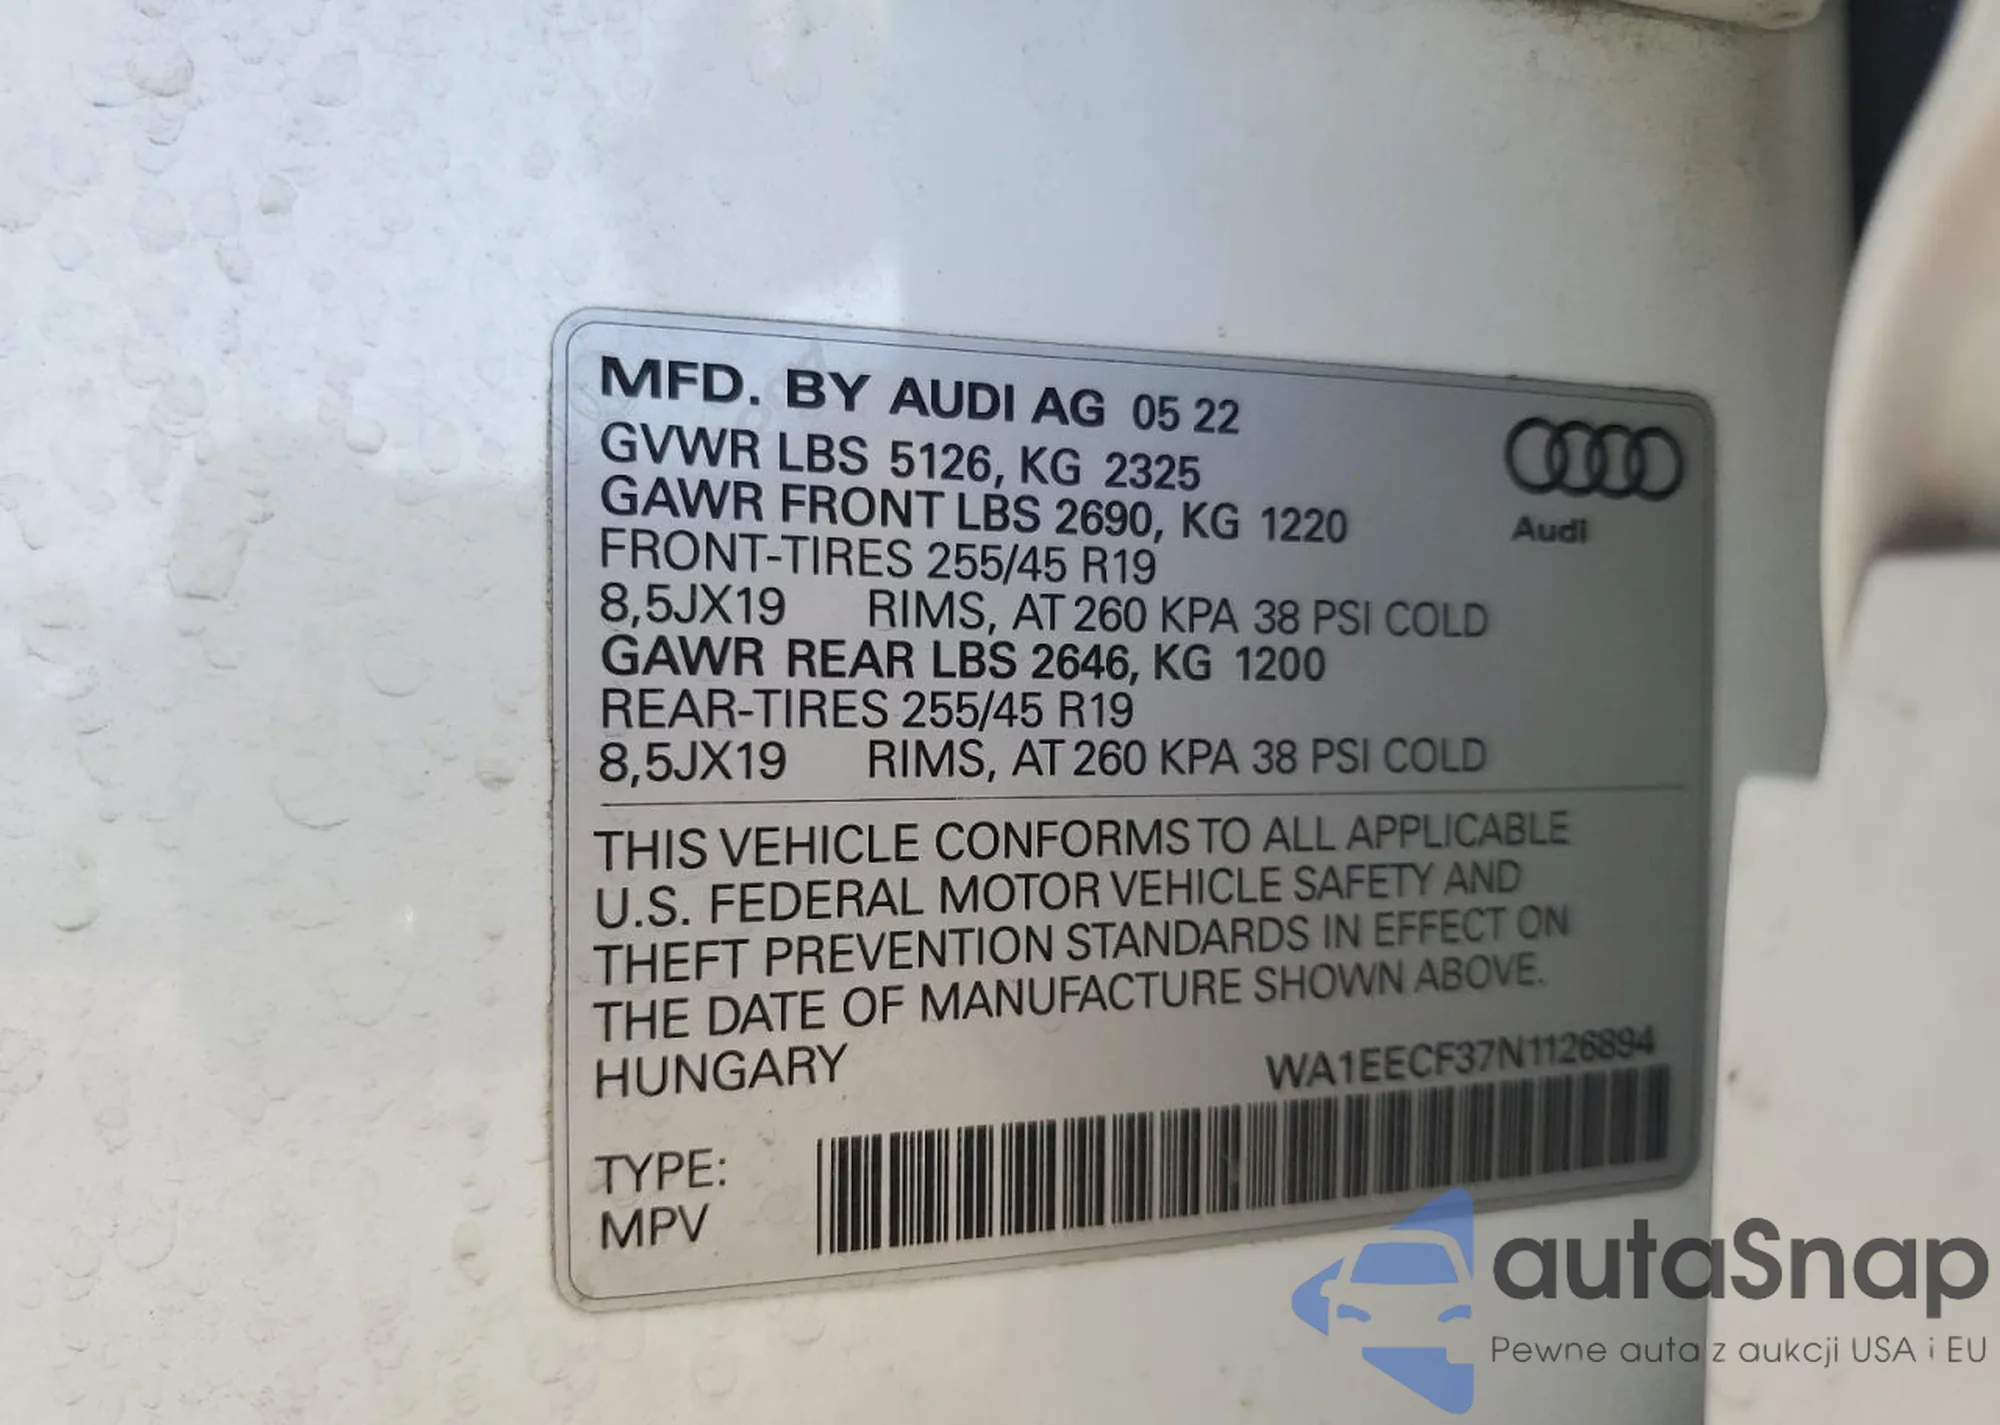 MFD. BY AUDI AG 05 22
GVWR LBS 5126, KG 2325
GAWR FRONT LBS 2690, KG 1220
FRONT-TIRES 255/45 R19
8,5JX19 RIMS, AT 260 KPA 38 PSI COLD
GAWR REAR LBS 2646, KG 1200
REAR-TIRES 255/45 R19
8,5JX19 RIMS, AT 260 KPA 38 PSI COLD
Audi
THIS VEHICLE CONFORMS TO ALL APPLICABLE
U.S. FEDERAL MOTOR VEHICLE SAFETY AND
THEFT PREVENTION STANDARDS IN EFFECT ON
THE DATE OF MANUFACTURE SHOWN ABOVE.
HUNGARY WA1EECF37N1126894
TYPE:
MPV
autaSnap
Pewne auta z aukcji USA i EU